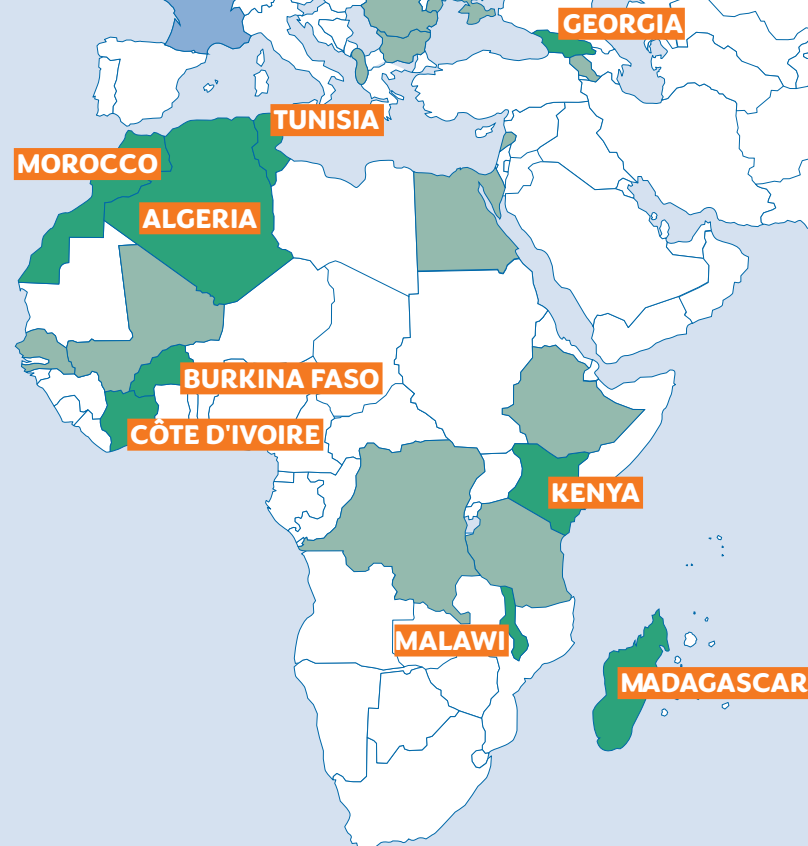 GEORGIA
TUNISIA
MOROCCO
ALGERIA
BURKINA FASO
CÔTE D'IVOIRE
KENYA
MALAWI
MADAGASCAR